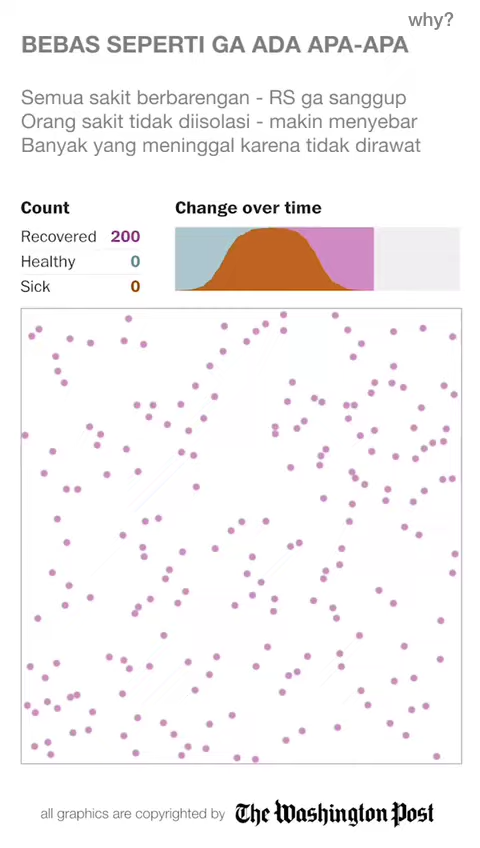 why?
BEBAS SEPERTI GA ADA APA-APA
Semua sakit berbarengan - RS ga sanggup
Orang sakit tidak diisolasi - makin menyebar
Banyak yang meninggal karena tidak dirawat
Count
Change over time
Recovered 200
Healthy 0
Sick 0
all graphics are copyrighted by The Washington Post